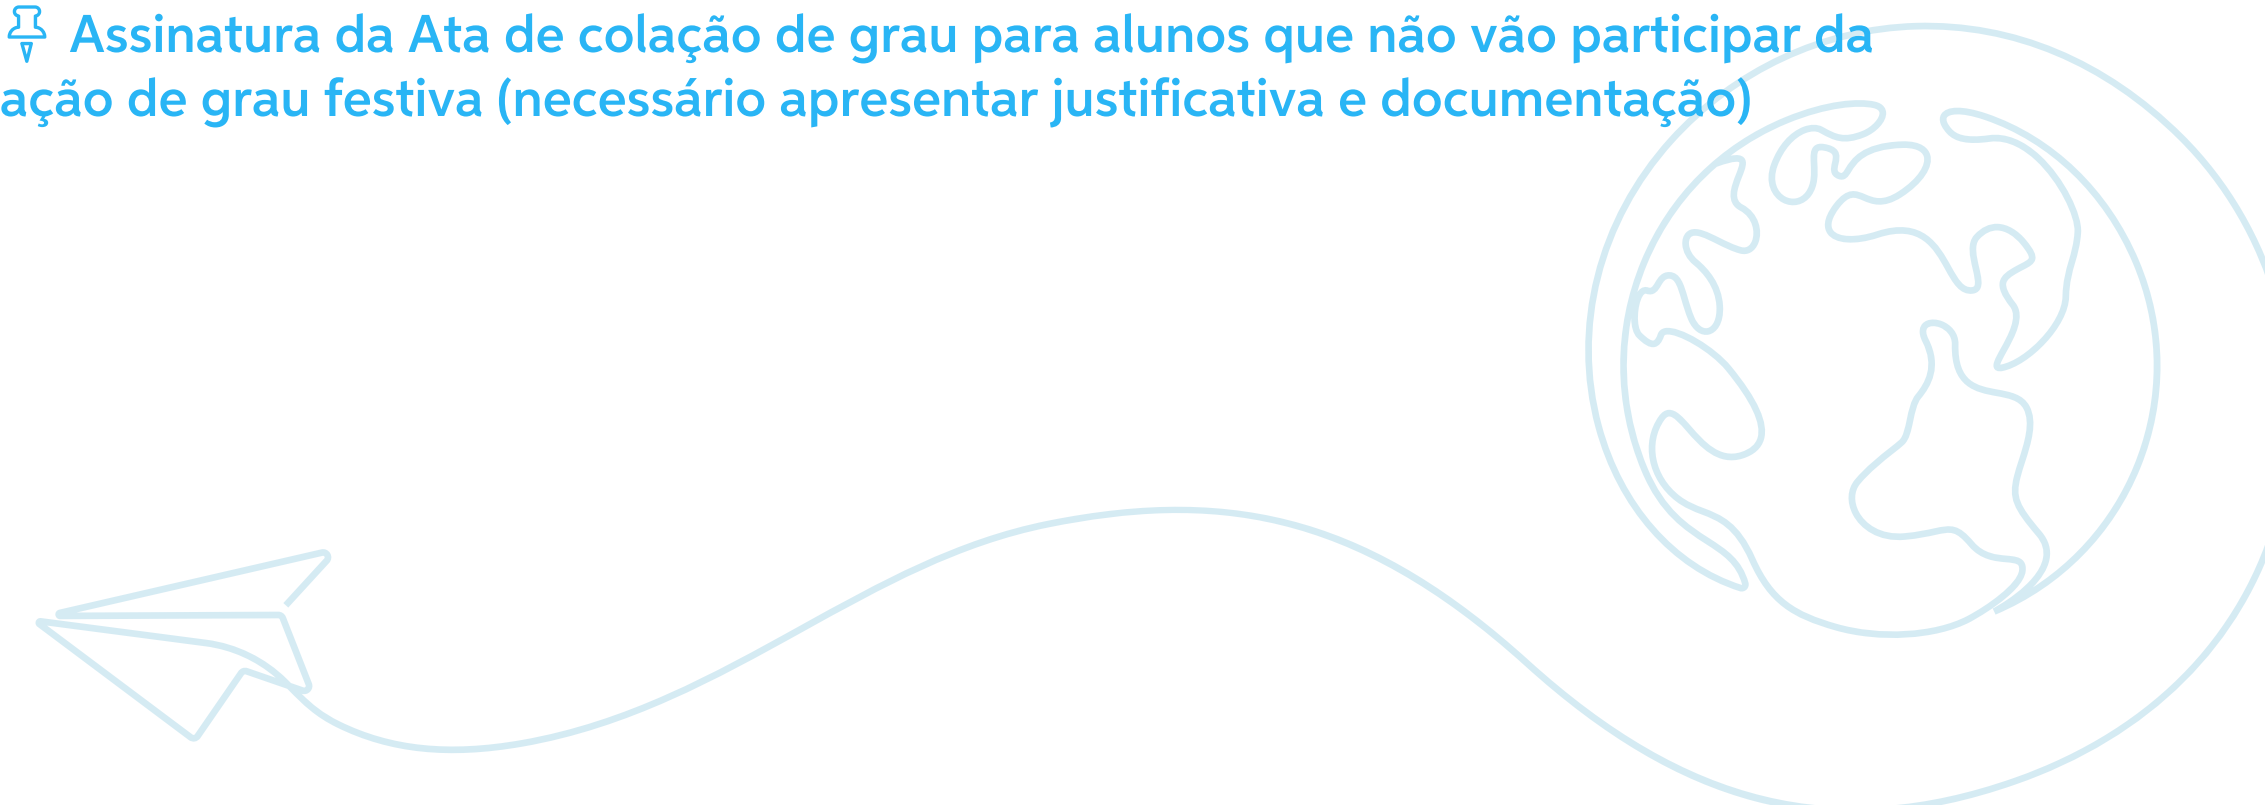 Assinatura da Ata de colação de grau para alunos que não vão participar da
ação de grau festiva (necessário apresentar justificativa e documentação)